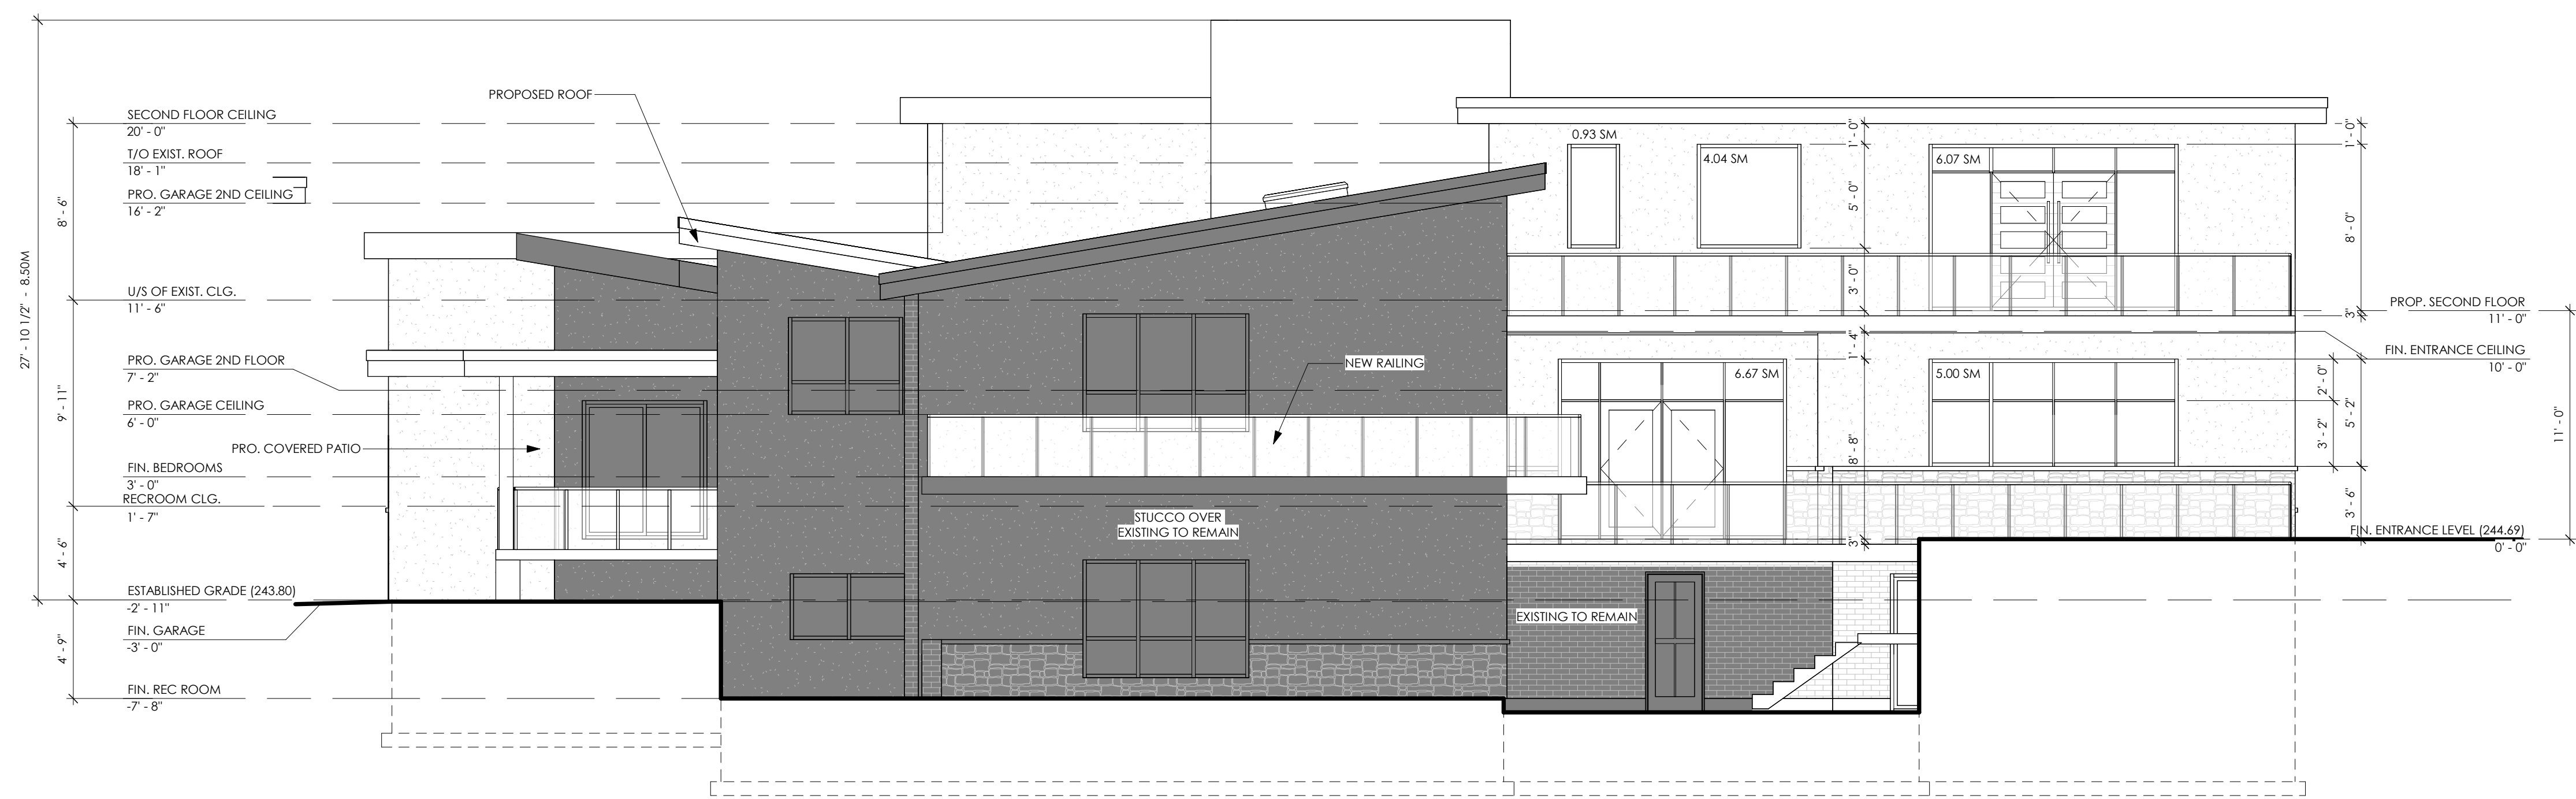 27' - 10 1/2" - 8.50M
8' - 6"
9' - 11"
4' - 6"
4' - 9"
SECOND FLOOR CEILING
20' - 0"
T/O EXIST. ROOF
18' - 1"
PRO. GARAGE 2ND CEILING
16' - 2"
U/S OF EXIST. CLG.
11' - 6"
PRO. GARAGE 2ND FLOOR
7' - 2"
PRO. GARAGE CEILING
6' - 0"
PRO. COVERED PATIO
FIN. BEDROOMS
3' - 0"
RECROOM CLG.
1' - 7"
ESTABLISHED GRADE (243.80)
-2' - 11"
FIN. GARAGE
-3' - 0"
FIN. REC ROOM
-7' - 8"
PROPOSED ROOF
NEW RAILING
STUCCO OVER
EXISTING TO REMAIN
EXISTING TO REMAIN
0.93 SM
4.04 SM
6.07 SM
6.67 SM
5.00 SM
1' - 0"
5' - 0"
3' - 0"
1' - 4"
8' - 8"
3"
1' - 0"
8' - 0"
3"
2' - 0"
3' - 2"
5' - 2"
3' - 6"
PROP. SECOND FLOOR
11' - 0"
FIN. ENTRANCE CEILING
10' - 0"
FIN. ENTRANCE LEVEL (244.69)
0' - 0"
11' - 0"